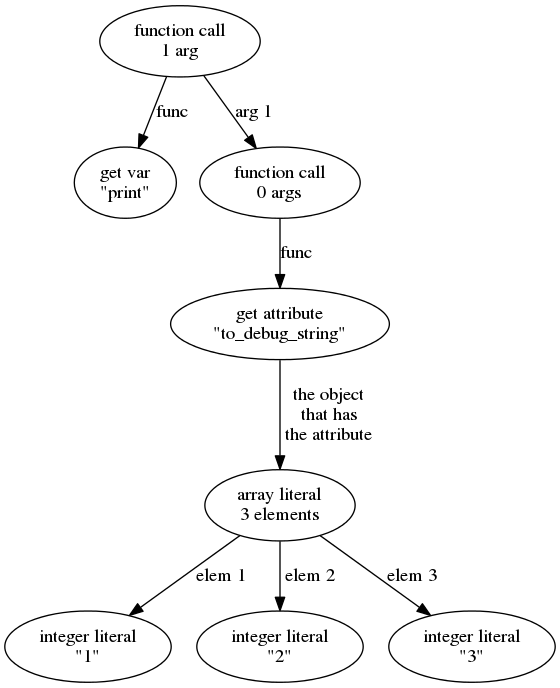 function call
1 arg
func
arg 1
get var
"print"
function call
0 args
func
get attribute
"to_debug_string"
the object
that has
the attribute
array literal
3 elements
elem 1
elem 2
elem 3
integer literal
"1"
integer literal
"2"
integer literal
"3"